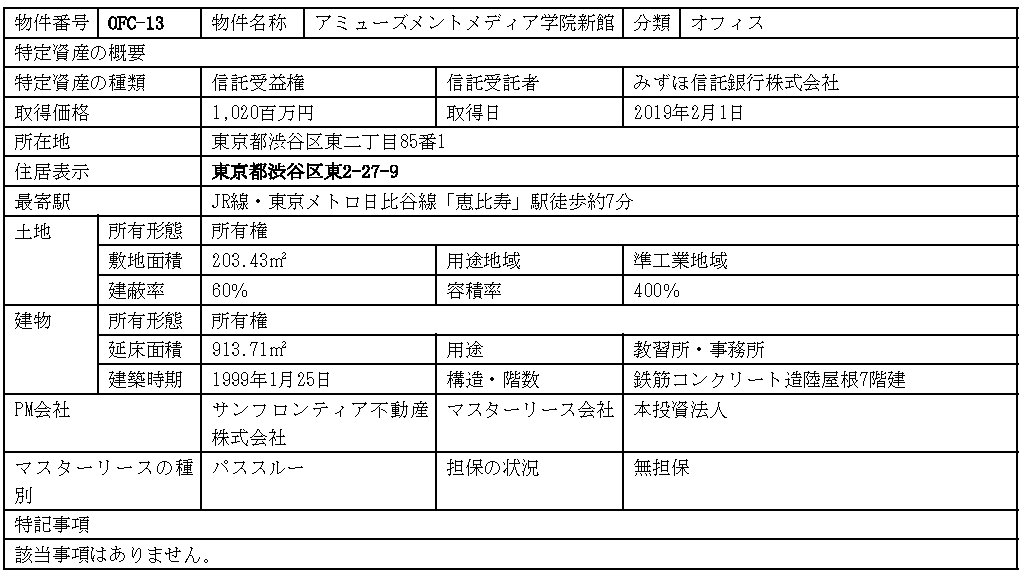 物件番号 OFC-13 物件名称 アミューズメントメディア学院新館 分類 オフィス
特定資産の概要
特定資産の種類 信託受益権 信託受託者 みずほ信託銀行株式会社
取得価格 1,020百万円 取得日 2019年2月1日
所在地 東京都渋谷区東二丁目85番1
住居表示 東京都渋谷区東2-27-9
最寄駅 JR線・東京メトロ日比谷線「恵比寿」駅徒歩約7分
土地 所有形態 所有権
敷地面積 203.43㎡ 用途地域 準工業地域
建蔽率 60% 容積率 400%
建物 所有形態 所有権
延床面積 913.71㎡ 用途 教習所・事務所
建築時期 1999年1月25日 構造・階数 鉄筋コンクリート造陸屋根7階建
PM会社 サンフロンティア不動産 マスターリース会社 本投資法人
株式会社
マスターリースの種 パススルー 担保の状況 無担保
別
特記事項
該当事項はありません。